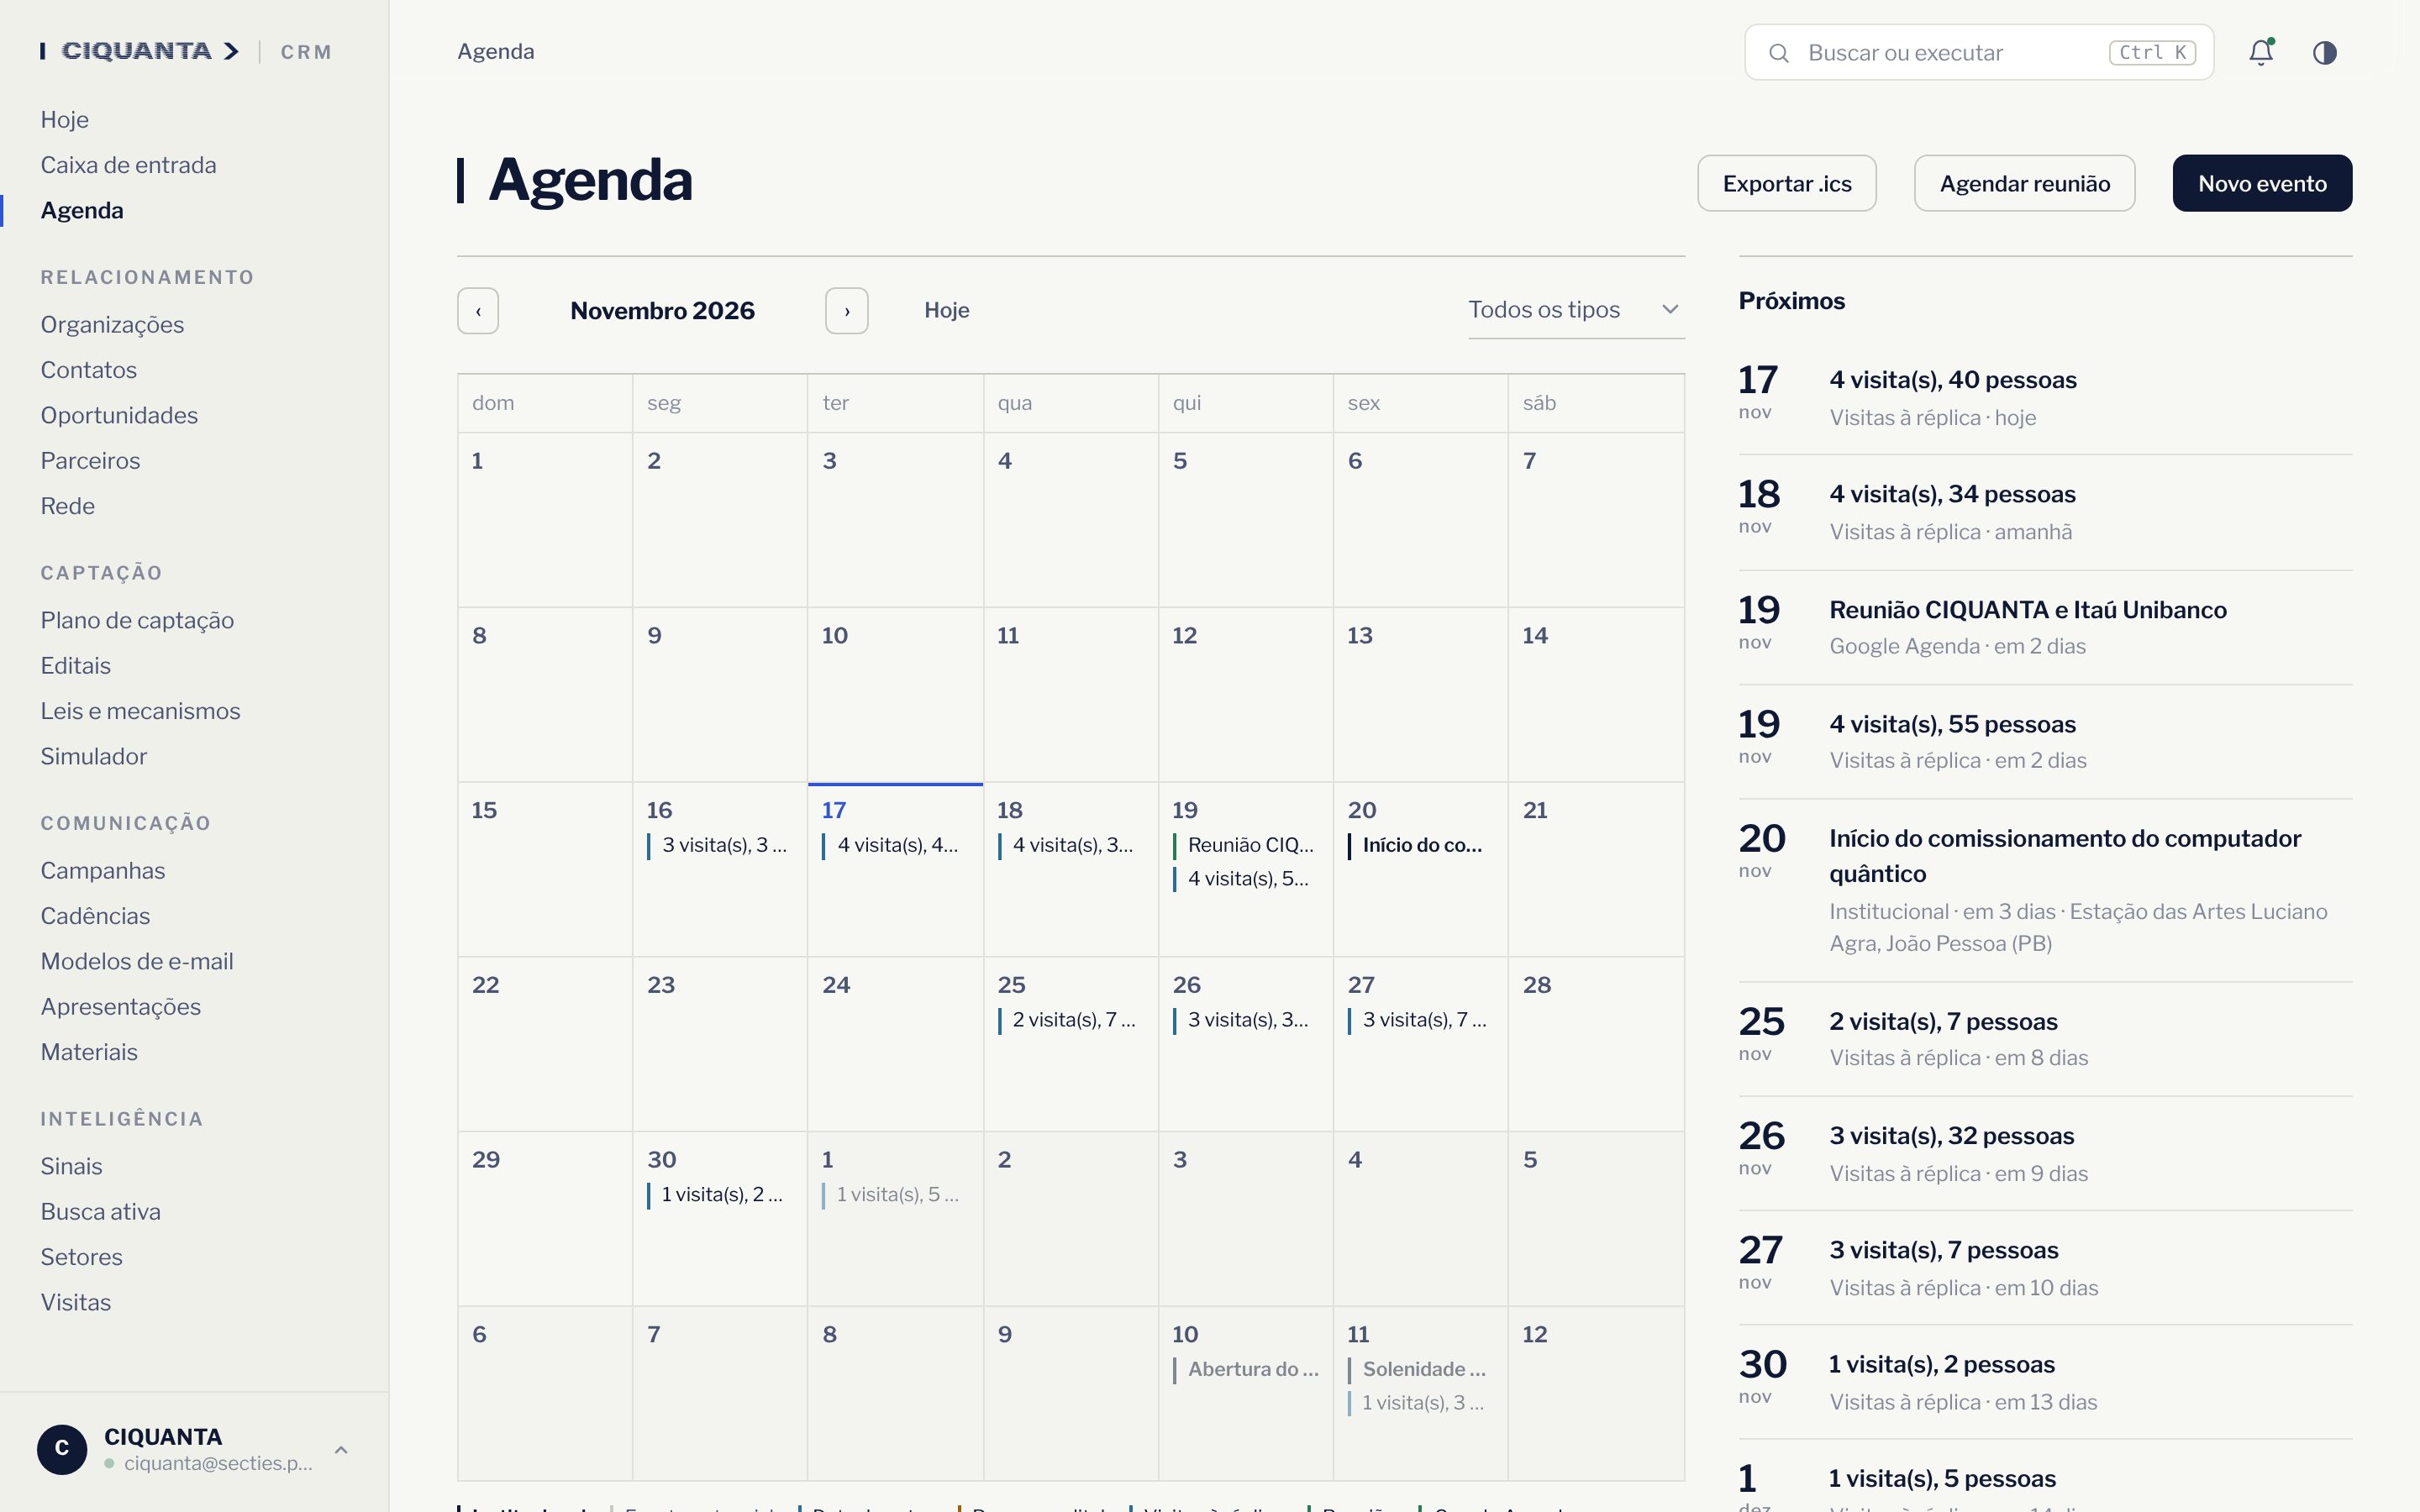 CIQUANTA CRM
Hoje
Caixa de entrada
Agenda
RELACIONAMENTO
Organizações
Contatos
Oportunidades
Parceiros
Rede
CAPTAÇÃO
Plano de captação
Editais
Leis e mecanismos
Simulador
COMUNICAÇÃO
Campanhas
Cadências
Modelos de e-mail
Apresentações
Materiais
INTELIGÊNCIA
Sinais
Busca ativa
Setores
Visitas
C
CIQUANTA
ciquanta@secties.p...
Agenda
Buscar ou executar Ctrl K
Agenda
Exportar .ics Agendar reunião Novo evento
‹ Novembro 2026 › Hoje Todos os tipos
dom seg ter qua qui sex sáb
1 2 3 4 5 6 7
8 9 10 11 12 13 14
15 16 17 18 19 20 21
3 visita(s), 3 ... 4 visita(s), 4... 4 visita(s), 3... Reunião CIQ... Início do co...
4 visita(s), 5...
22 23 24 25 26 27 28
2 visita(s), 7 ... 3 visita(s), 3... 3 visita(s), 7 ...
29 30 1 2 3 4 5
1 visita(s), 2 ... 1 visita(s), 5 ...
6 7 8 9 10 11 12
Abertura do ... Solenidade ...
1 visita(s), 3 ...
Próximos
17 nov
4 visita(s), 40 pessoas
Visitas à réplica · hoje
18 nov
4 visita(s), 34 pessoas
Visitas à réplica · amanhã
19 nov
Reunião CIQUANTA e Itaú Unibanco
Google Agenda · em 2 dias
19 nov
4 visita(s), 55 pessoas
Visitas à réplica · em 2 dias
20 nov
Início do comissionamento do computador
quântico
Institucional · em 3 dias · Estação das Artes Luciano
Agra, João Pessoa (PB)
25 nov
2 visita(s), 7 pessoas
Visitas à réplica · em 8 dias
26 nov
3 visita(s), 32 pessoas
Visitas à réplica · em 9 dias
27 nov
3 visita(s), 7 pessoas
Visitas à réplica · em 10 dias
30 nov
1 visita(s), 2 pessoas
Visitas à réplica · em 13 dias
1 dez
1 visita(s), 5 pessoas